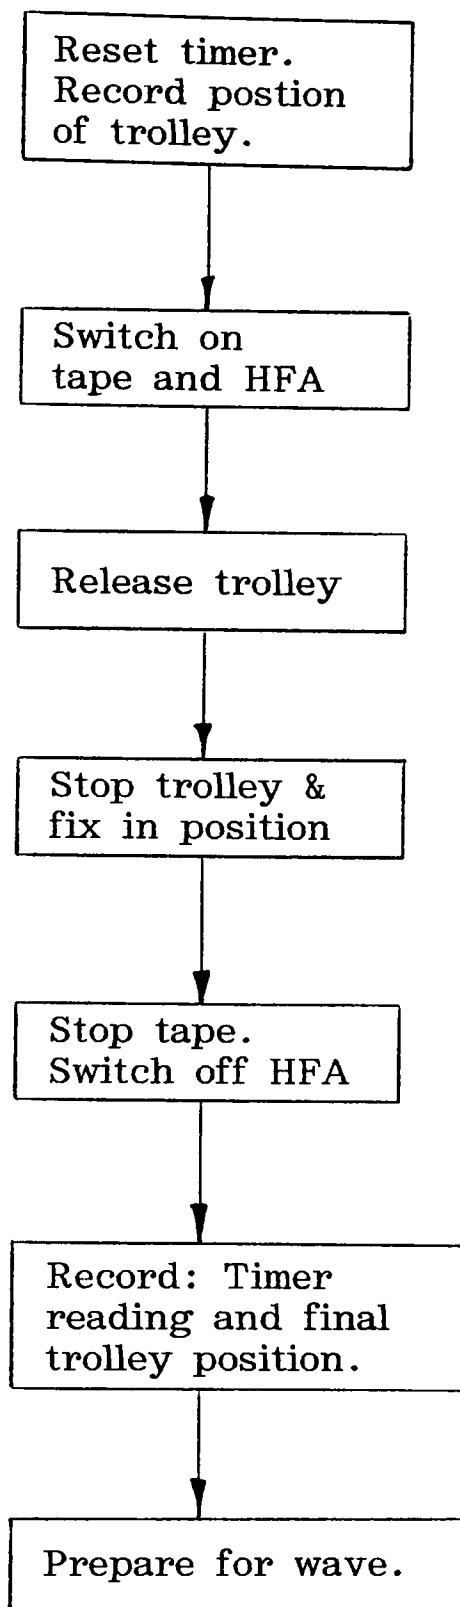 Reset timer.
Record postion
of trolley.
Switch on
tape and HFA
Release trolley
Stop trolley &
fix in position
Stop tape.
Switch off HFA
Record: Timer
reading and final
trolley position.
Prepare for wave.